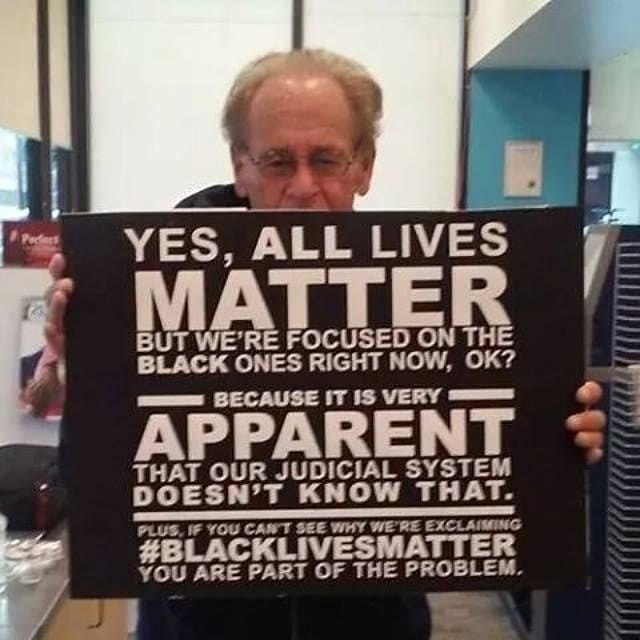 Perfect
YES, ALL LIVES
MATTER
BUT WE'RE FOCUSED ON THE
BLACK ONES RIGHT NOW, OK?
BECAUSE IT IS VERY
APPARENT
THAT OUR JUDICIAL SYSTEM
DOESN'T KNOW THAT.
PLUS, IF YOU CAN'T SEE WHY WE'RE EXCLAIMING
#BLACKLIVESMATTER
YOU ARE PART OF THE PROBLEM.